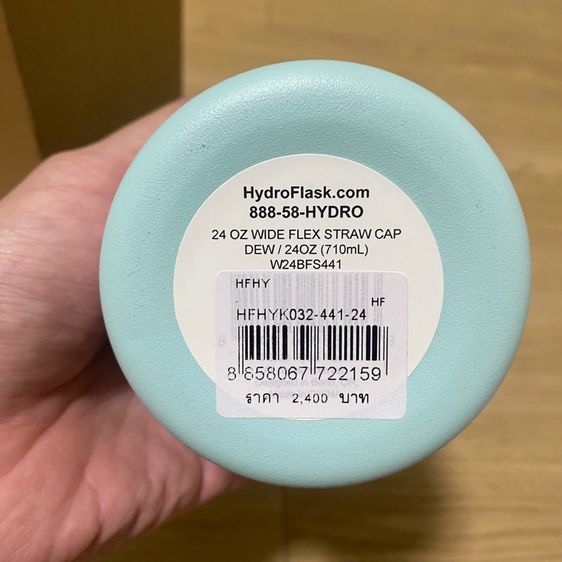 HydroFlask.com
888-58-HYDRO
24 OZ WIDE FLEX STRAW CAP
DEW / 24OZ (710mL)
W24BFS441
HFHY
HF
HFHYK032-441-24
8 858067 722159
ราคา 2,400 บาท